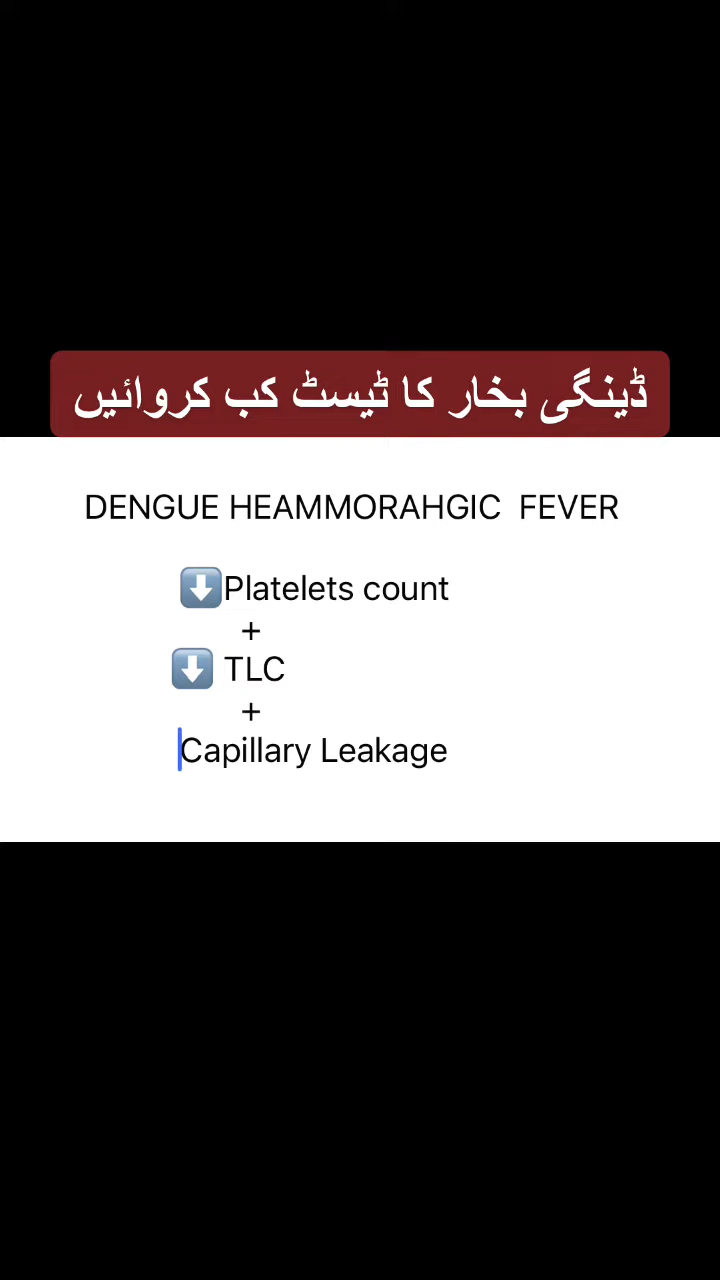 ڈینگی بخار کا ٹیسٹ کب کروائیں
DENGUE HEAMMORAHGIC FEVER
⬇️Platelets count
+
⬇️ TLC
+
Capillary Leakage